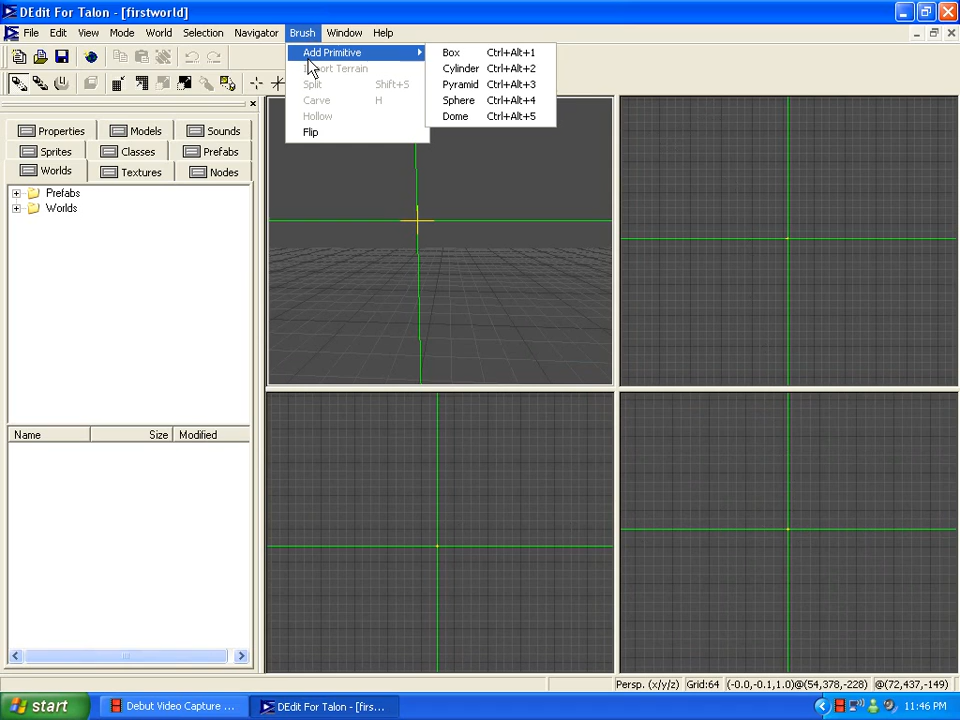 DEdit For Talon - [firstworld]
File Edit View Mode World Selection Navigator Brush Window Help
Add Primitive
Import Terrain
Split Shift+S
Carve H
Hollow
Flip
Box Ctrl+Alt+1
Cylinder Ctrl+Alt+2
Pyramid Ctrl+Alt+3
Sphere Ctrl+Alt+4
Dome Ctrl+Alt+5
Properties Models Sounds
Sprites Classes Prefabs
Worlds Textures Nodes
Prefabs
Worlds
Name Size Modified
Persp. (x/y/z) Grid:64 (-0.0,-0.1,1.0)@(54,378,-228) @(72,437,-149)
start Debut Video Capture ... DEdit For Talon - [firs... 11:46 PM